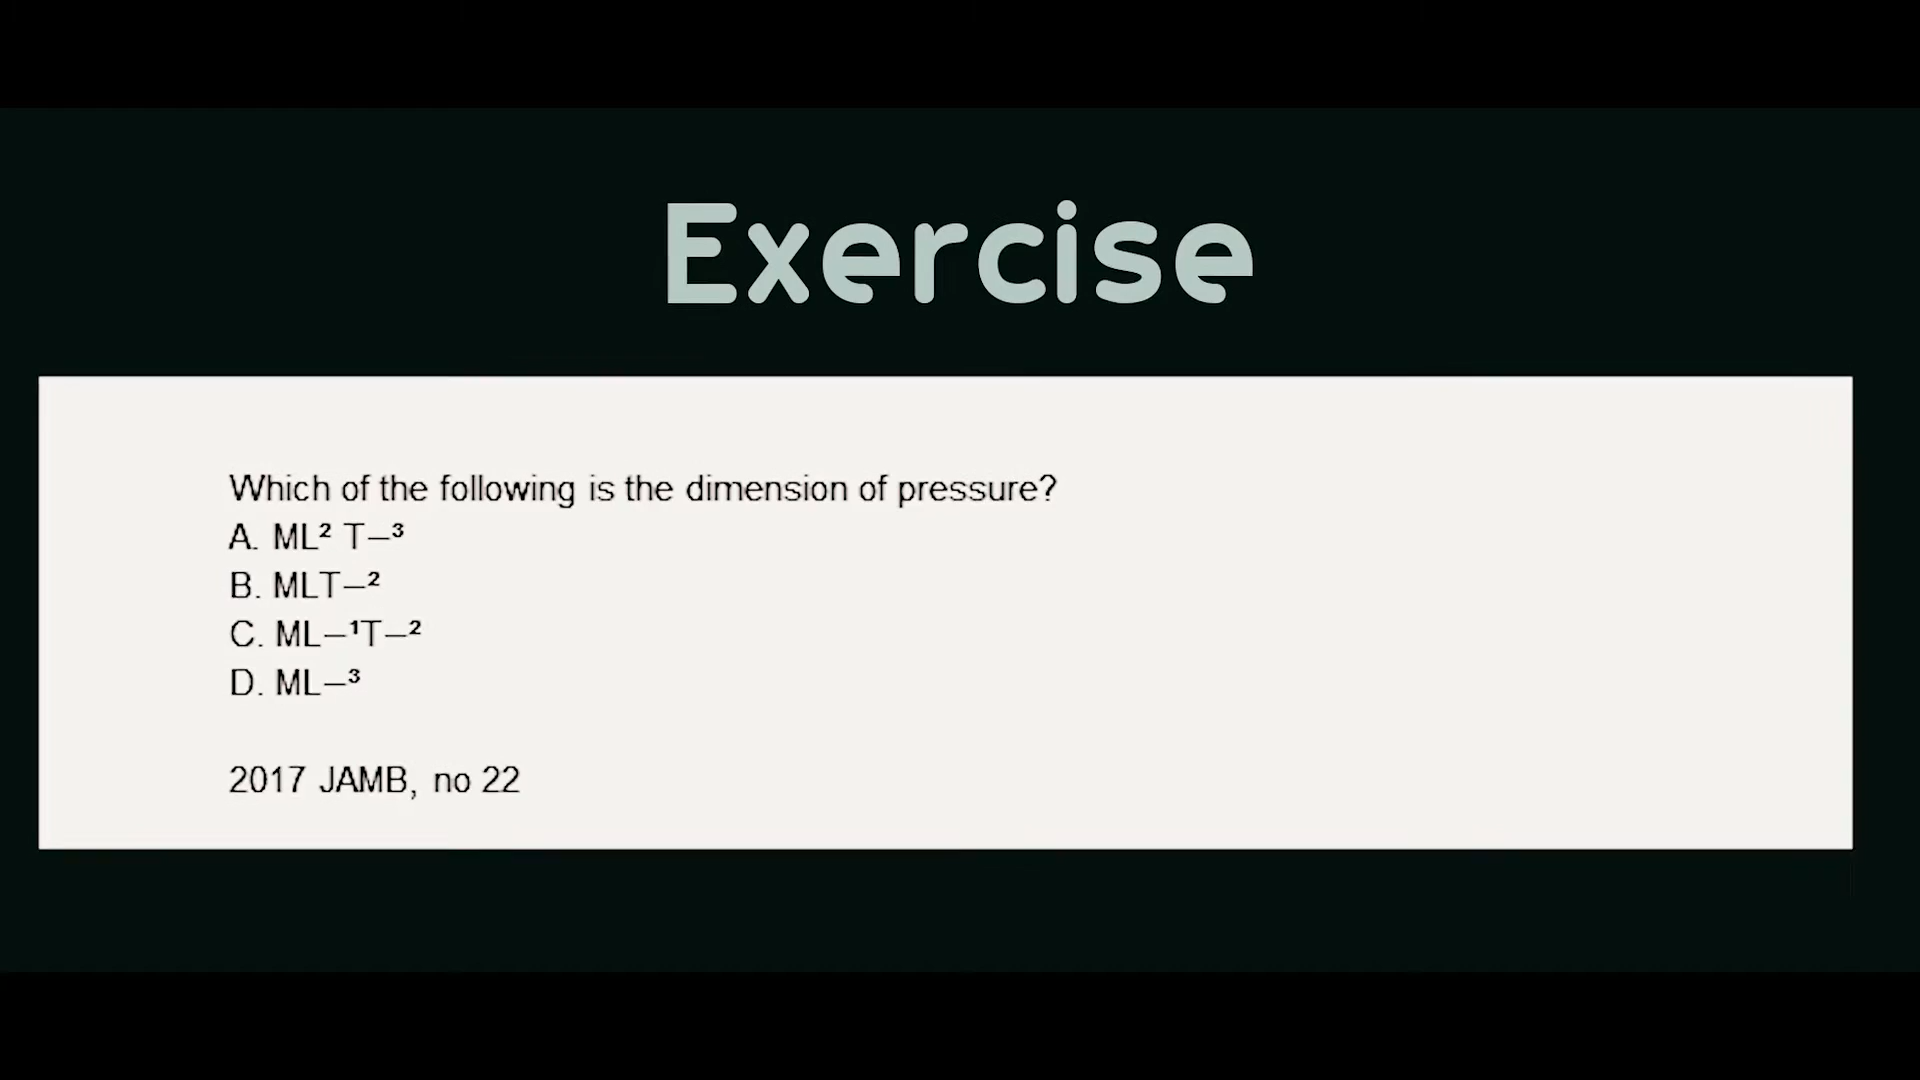 Exercise
Which of the following is the dimension of pressure?
A. ML² T–³
B. MLT–²
C. ML–¹T–²
D. ML–³
2017 JAMB, no 22